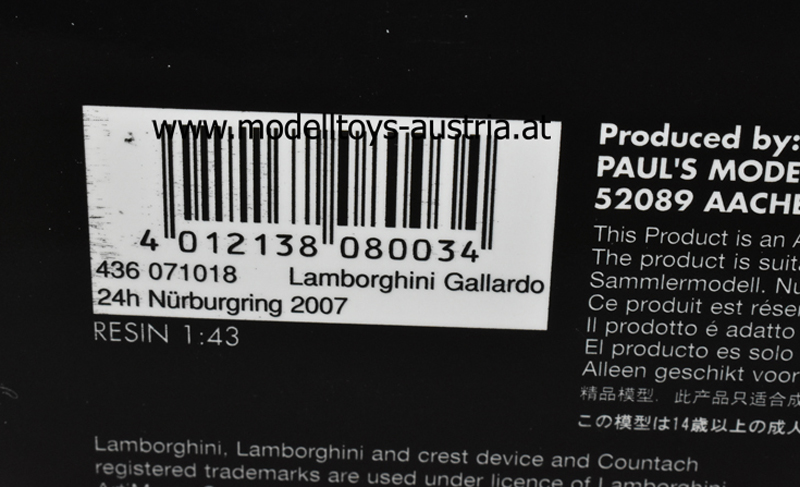 www.modelltoys-austria.at
4 012138 080034
436 071018 Lamborghini Gallardo
24h Nürburgring 2007
RESIN 1:43
Produced by:
PAUL'S MODE
52089 AACHE
This Product is an A
The product is suita
Sammlermodell. Nu
Ce produit est réser
Il prodotto é adatto
El producto es solo
Alleen geschikt voor
精品模型, 此产品只适合成
この模型は14歳以上の成人
Lamborghini, Lamborghini and crest device and Countach
registered trademarks are used under licence of Lamborghini